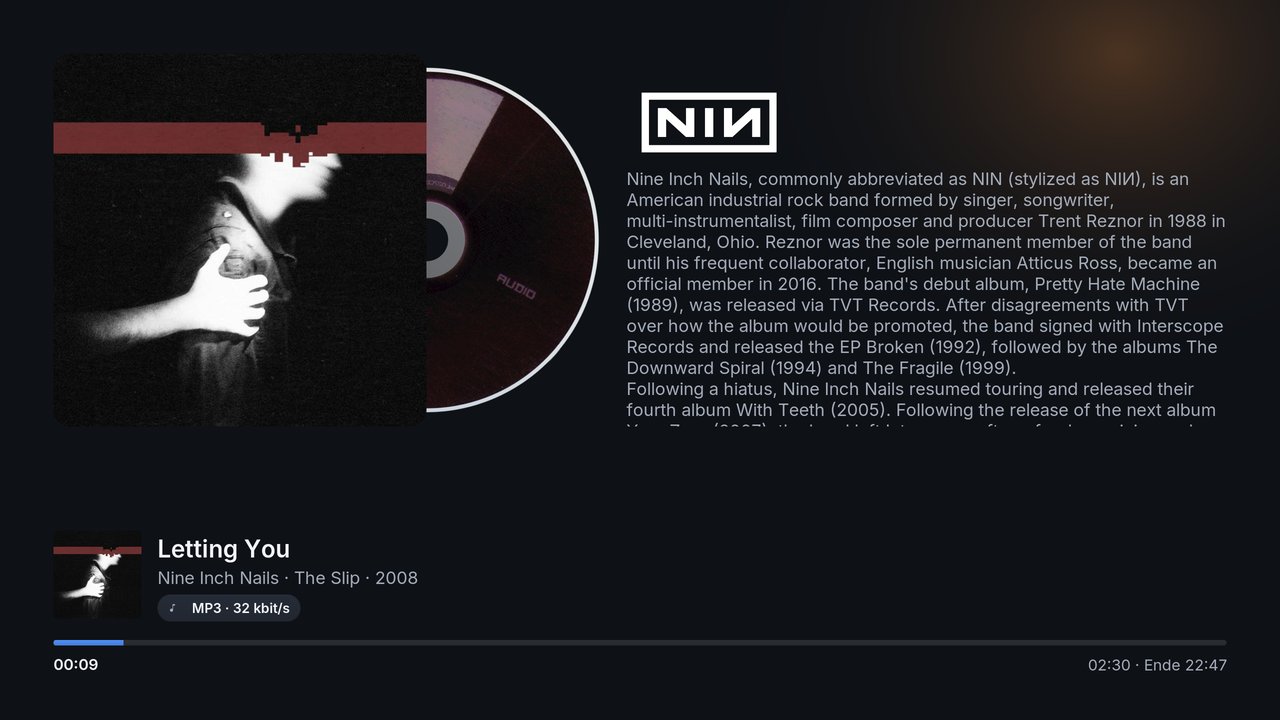 NIИ
Nine Inch Nails, commonly abbreviated as NIN (stylized as NIИ), is an
American industrial rock band formed by singer, songwriter,
multi-instrumentalist, film composer and producer Trent Reznor in 1988 in
Cleveland, Ohio. Reznor was the sole permanent member of the band
until his frequent collaborator, English musician Atticus Ross, became an
official member in 2016. The band's debut album, Pretty Hate Machine
(1989), was released via TVT Records. After disagreements with TVT
over how the album would be promoted, the band signed with Interscope
Records and released the EP Broken (1992), followed by the albums The
Downward Spiral (1994) and The Fragile (1999).
Following a hiatus, Nine Inch Nails resumed touring and released their
fourth album With Teeth (2005). Following the release of the next album
AUDIO
Letting You
Nine Inch Nails · The Slip · 2008
MP3 · 32 kbit/s
00:09
02:30 · Ende 22:47